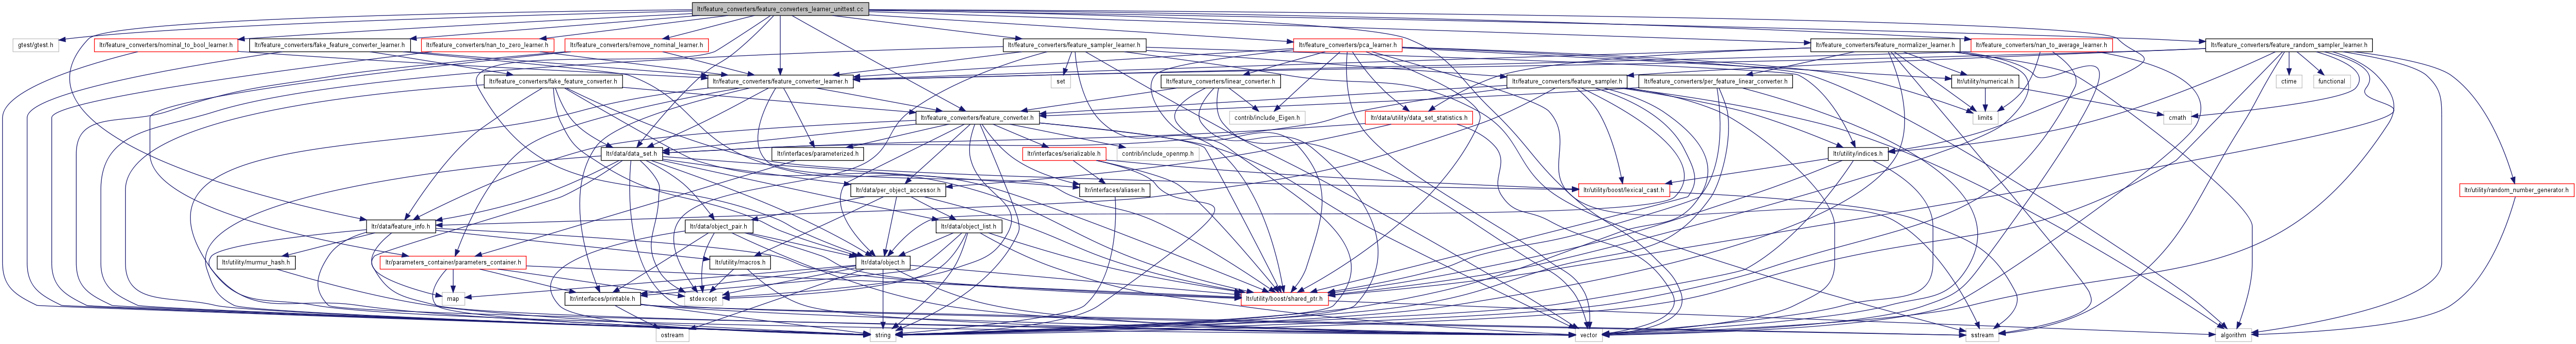 ltr/feature_converters/feature_converters_learner_unittest.cc
gtest/gtest.h
ltr/feature_converters/nominal_to_bool_learner.h
ltr/feature_converters/fake_feature_converter_learner.h
ltr/feature_converters/nan_to_zero_learner.h
ltr/feature_converters/remove_nominal_learner.h
ltr/feature_converters/feature_sampler_learner.h
ltr/feature_converters/pca_learner.h
ltr/feature_converters/feature_normalizer_learner.h
ltr/feature_converters/nan_to_average_learner.h
ltr/feature_converters/feature_random_sampler_learner.h
ltr/feature_converters/fake_feature_converter.h
ltr/feature_converters/feature_converter_learner.h
set
ltr/feature_converters/linear_converter.h
ltr/feature_converters/feature_sampler.h
ltr/feature_converters/per_feature_linear_converter.h
ltr/utility/numerical.h
ctime
functional
ltr/feature_converters/feature_converter.h
contrib/include_Eigen.h
ltr/data/utility/data_set_statistics.h
limits
cmath
ltr/data/data_set.h
ltr/interfaces/parameterized.h
ltr/interfaces/serializable.h
contrib/include_openmp.h
ltr/utility/indices.h
ltr/data/per_object_accessor.h
ltr/interfaces/aliaser.h
ltr/utility/boost/lexical_cast.h
ltr/utility/random_number_generator.h
ltr/data/feature_info.h
ltr/data/object_pair.h
ltr/data/object_list.h
ltr/utility/murmur_hash.h
ltr/parameters_container/parameters_container.h
ltr/utility/macros.h
ltr/data/object.h
map
ltr/interfaces/printable.h
stdexcept
ltr/utility/boost/shared_ptr.h
ostream
string
vector
sstream
algorithm